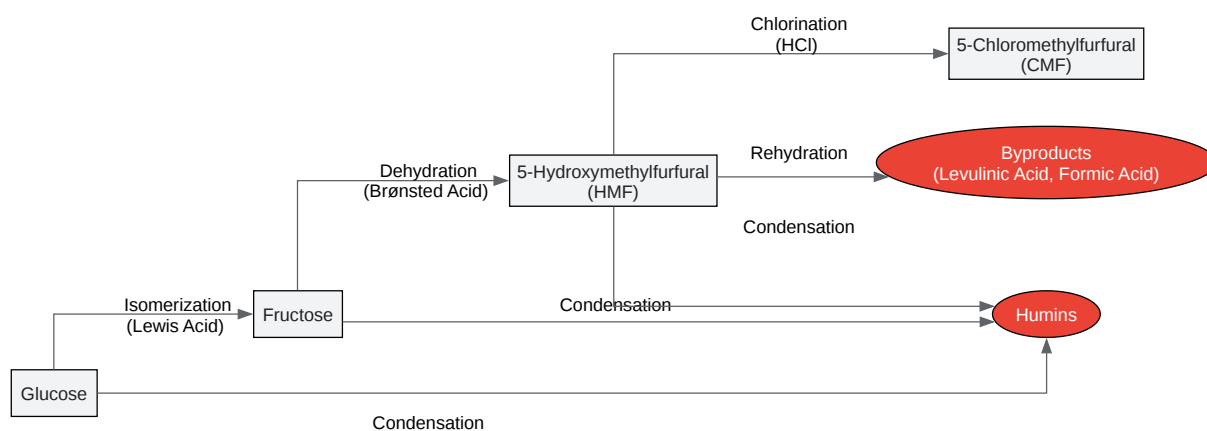 Chlorination
(HCl)
5-Chloromethylfurfural
(CMF)
Dehydration
(Brønsted Acid)
5-Hydroxymethylfurfural
(HMF)
Rehydration
Byproducts
(Levulinic Acid, Formic Acid)
Condensation
Isomerization
(Lewis Acid)
Fructose
Condensation
Humins
Glucose
Condensation